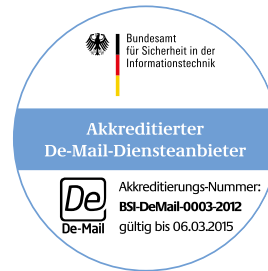 Bundesamt
für Sicherheit in der
Informationstechnik
Akkreditierter
De-Mail-Diensteanbieter
De
De-Mail
Akkreditierungs-Nummer:
BSI-DeMail-0003-2012
gültig bis 06.03.2015